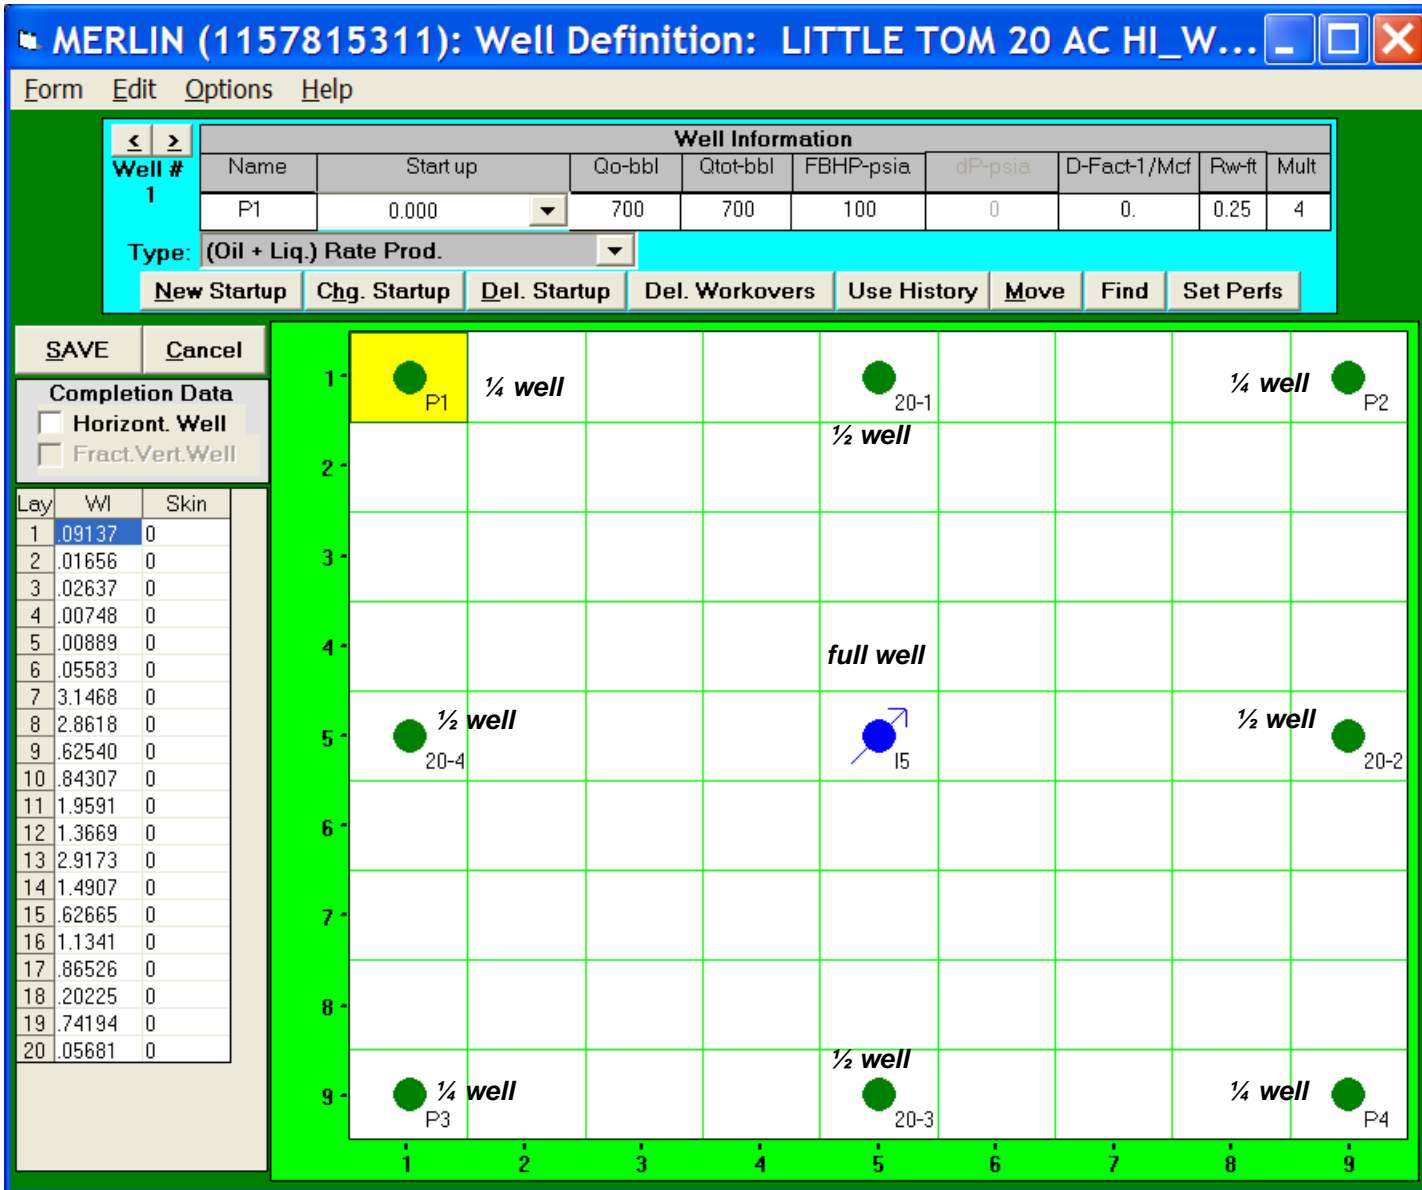 MERLIN (1157815311): Well Definition: LITTLE TOM 20 AC HI_W...
Form Edit Options Help
< > Well Information
Well # Name Start up Qo-bbl Qtot-bbl FBHP-psia dP-psia D-Fact-1/Mcf Rw-ft Mult
1 P1 0.000 700 700 100 0 0. 0.25 4
Type: (Oil + Liq.) Rate Prod.
New Startup Chg. Startup Del. Startup Del. Workovers Use History Move Find Set Perfs
SAVE Cancel
Completion Data
Horizont. Well
Fract.Vert.Well
Lay WI Skin
1 .09137 0
2 .01656 0
3 .02637 0
4 .00748 0
5 .00889 0
6 .05583 0
7 3.1468 0
8 2.8618 0
9 .62540 0
10 .84307 0
11 1.9591 0
12 1.3669 0
13 2.9173 0
14 1.4907 0
15 .62665 0
16 1.1341 0
17 .86526 0
18 .20225 0
19 .74194 0
20 .05681 0
1 P1 ¼ well 20-1 ¼ well P2
½ well
2
3
4 full well
5 ½ well 20-4 I5 ½ well 20-2
6
7
8
½ well
9 P3 ¼ well 20-3 ¼ well P4
1 2 3 4 5 6 7 8 9